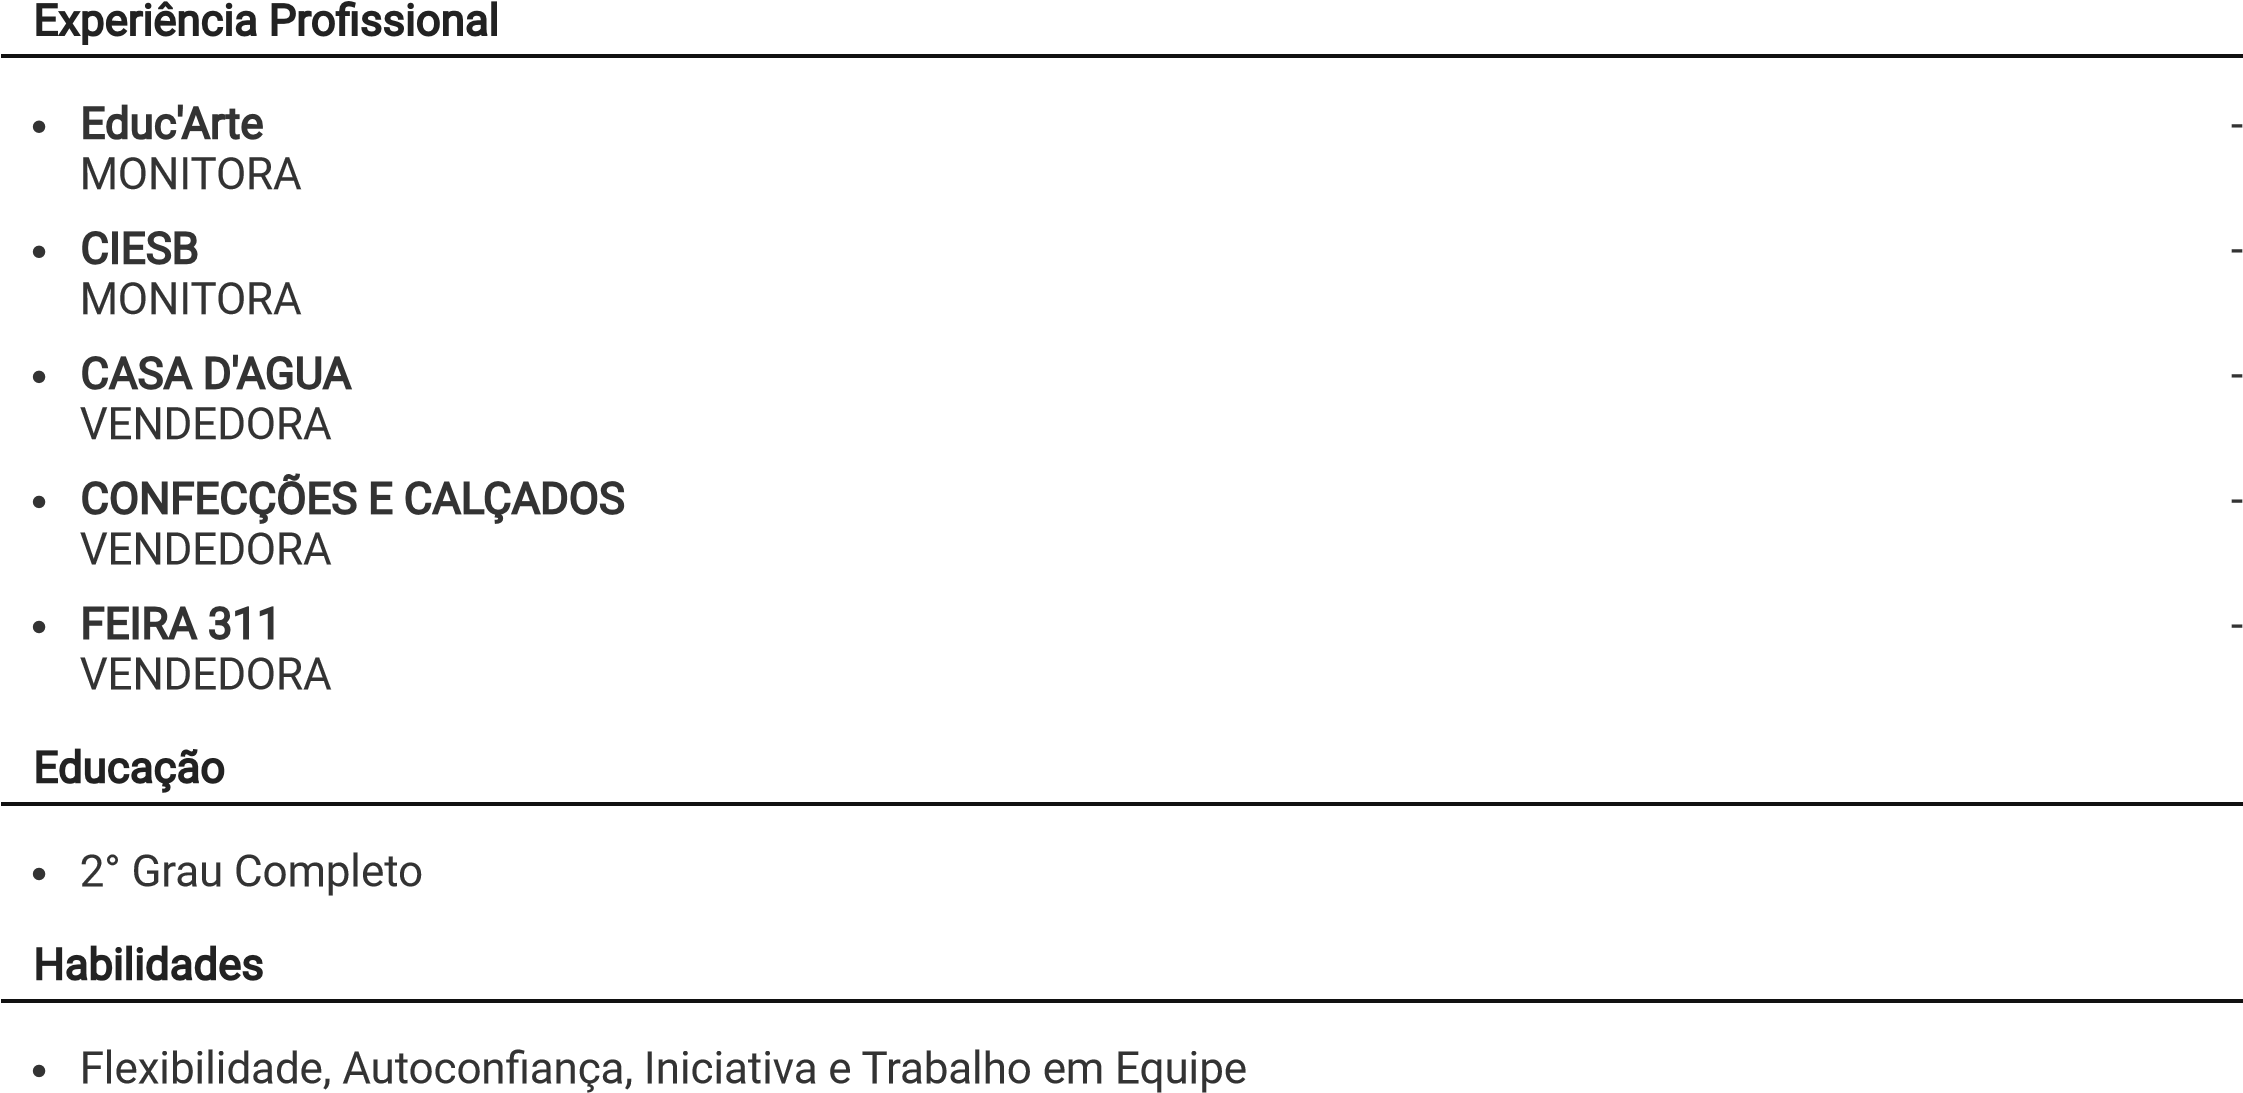 Experiência Profissional
• Educ'Arte -
MONITORA
• CIESB -
MONITORA
• CASA D'AGUA -
VENDEDORA
• CONFECÇÕES E CALÇADOS -
VENDEDORA
• FEIRA 311 -
VENDEDORA
Educação
• 2° Grau Completo
Habilidades
• Flexibilidade, Autoconfiança, Iniciativa e Trabalho em Equipe